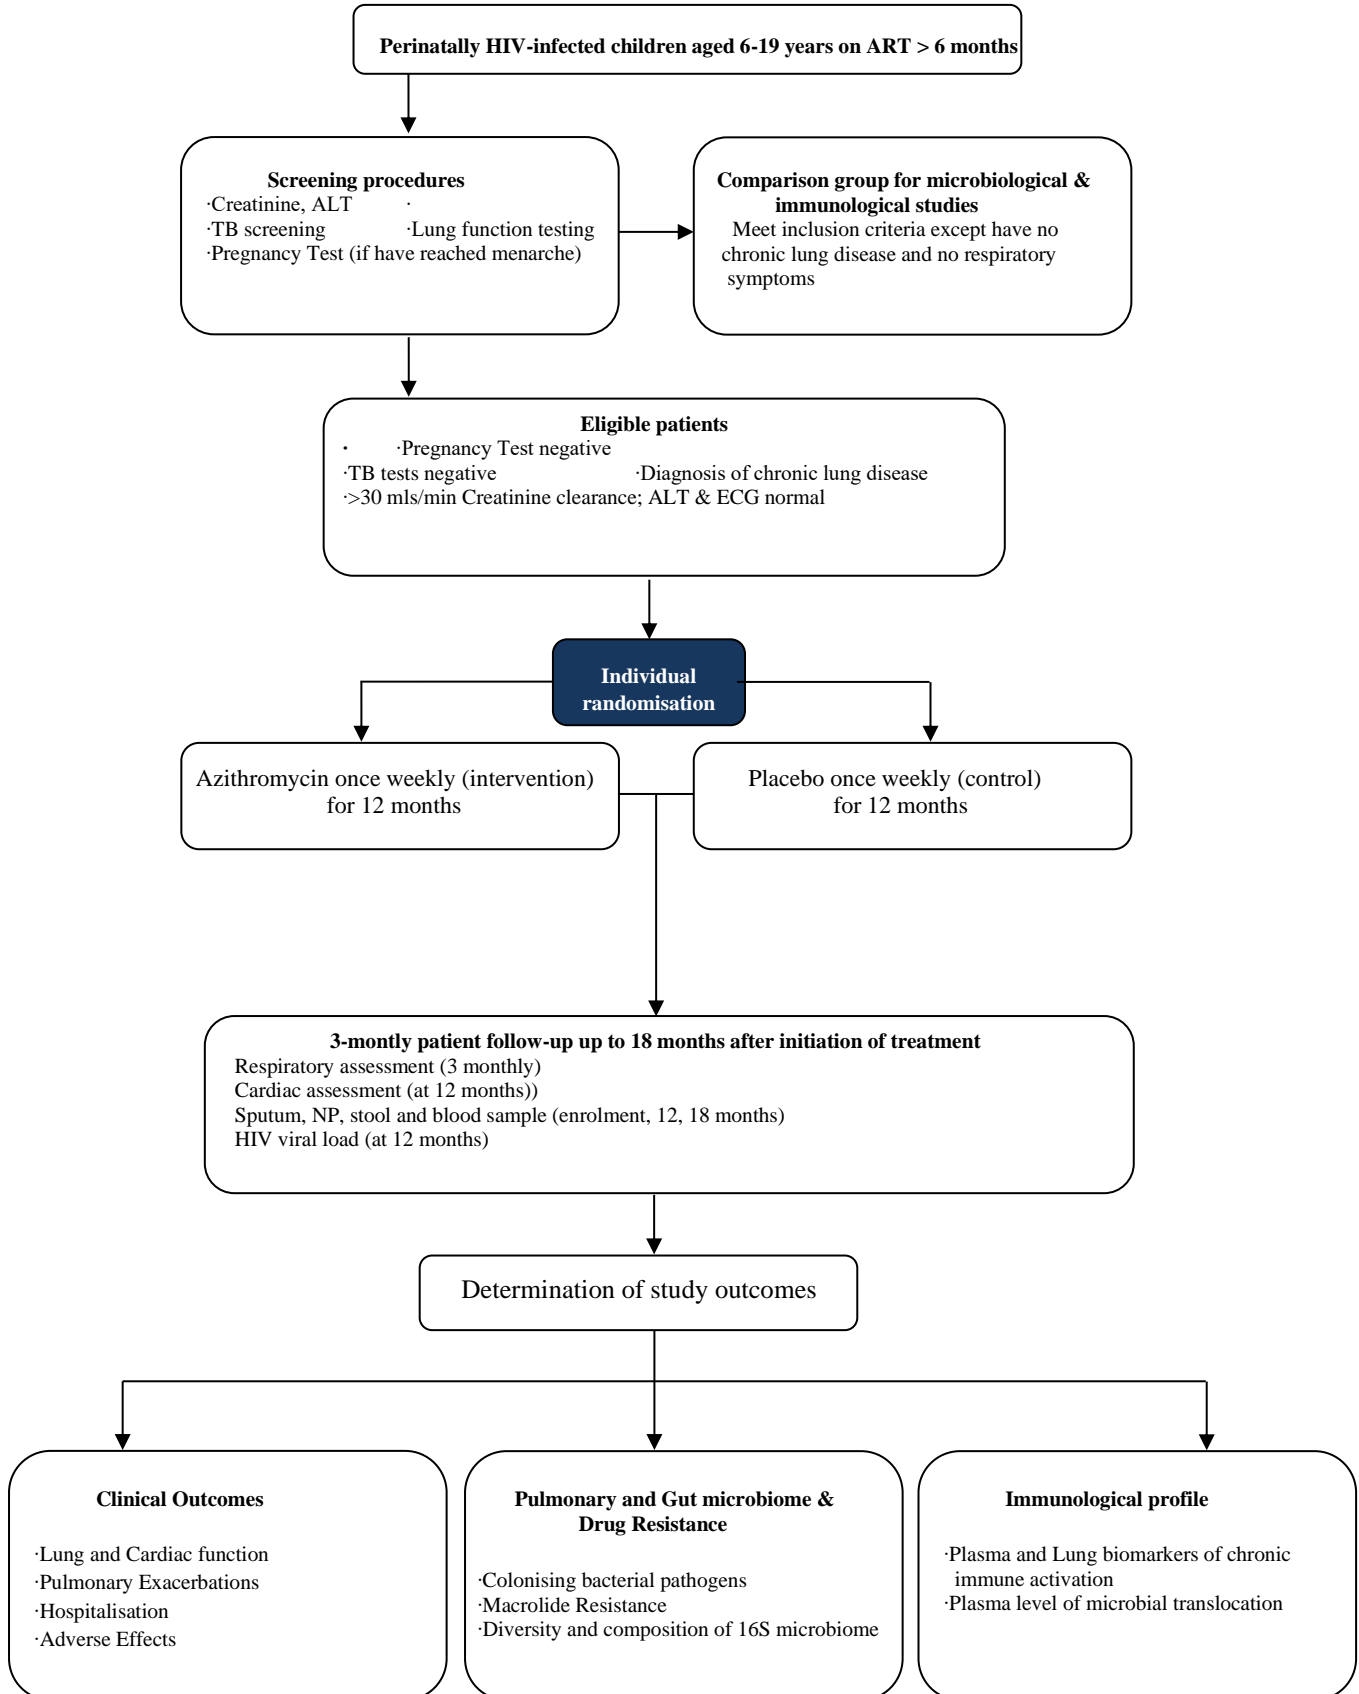 Perinatally HIV-infected children aged 6-19 years on ART > 6 months
Screening procedures
·Creatinine, ALT ·
·TB screening ·Lung function testing
·Pregnancy Test (if have reached menarche)
Comparison group for microbiological &
immunological studies
Meet inclusion criteria except have no
chronic lung disease and no respiratory
symptoms
Eligible patients
· ·Pregnancy Test negative
·TB tests negative ·Diagnosis of chronic lung disease
·>30 mls/min Creatinine clearance; ALT & ECG normal
Individual
randomisation
Azithromycin once weekly (intervention)
for 12 months
Placebo once weekly (control)
for 12 months
3-montly patient follow-up up to 18 months after initiation of treatment
Respiratory assessment (3 monthly)
Cardiac assessment (at 12 months))
Sputum, NP, stool and blood sample (enrolment, 12, 18 months)
HIV viral load (at 12 months)
Determination of study outcomes
Clinical Outcomes
·Lung and Cardiac function
·Pulmonary Exacerbations
·Hospitalisation
·Adverse Effects
Pulmonary and Gut microbiome &
Drug Resistance
·Colonising bacterial pathogens
·Macrolide Resistance
·Diversity and composition of 16S microbiome
Immunological profile
·Plasma and Lung biomarkers of chronic
immune activation
·Plasma level of microbial translocation